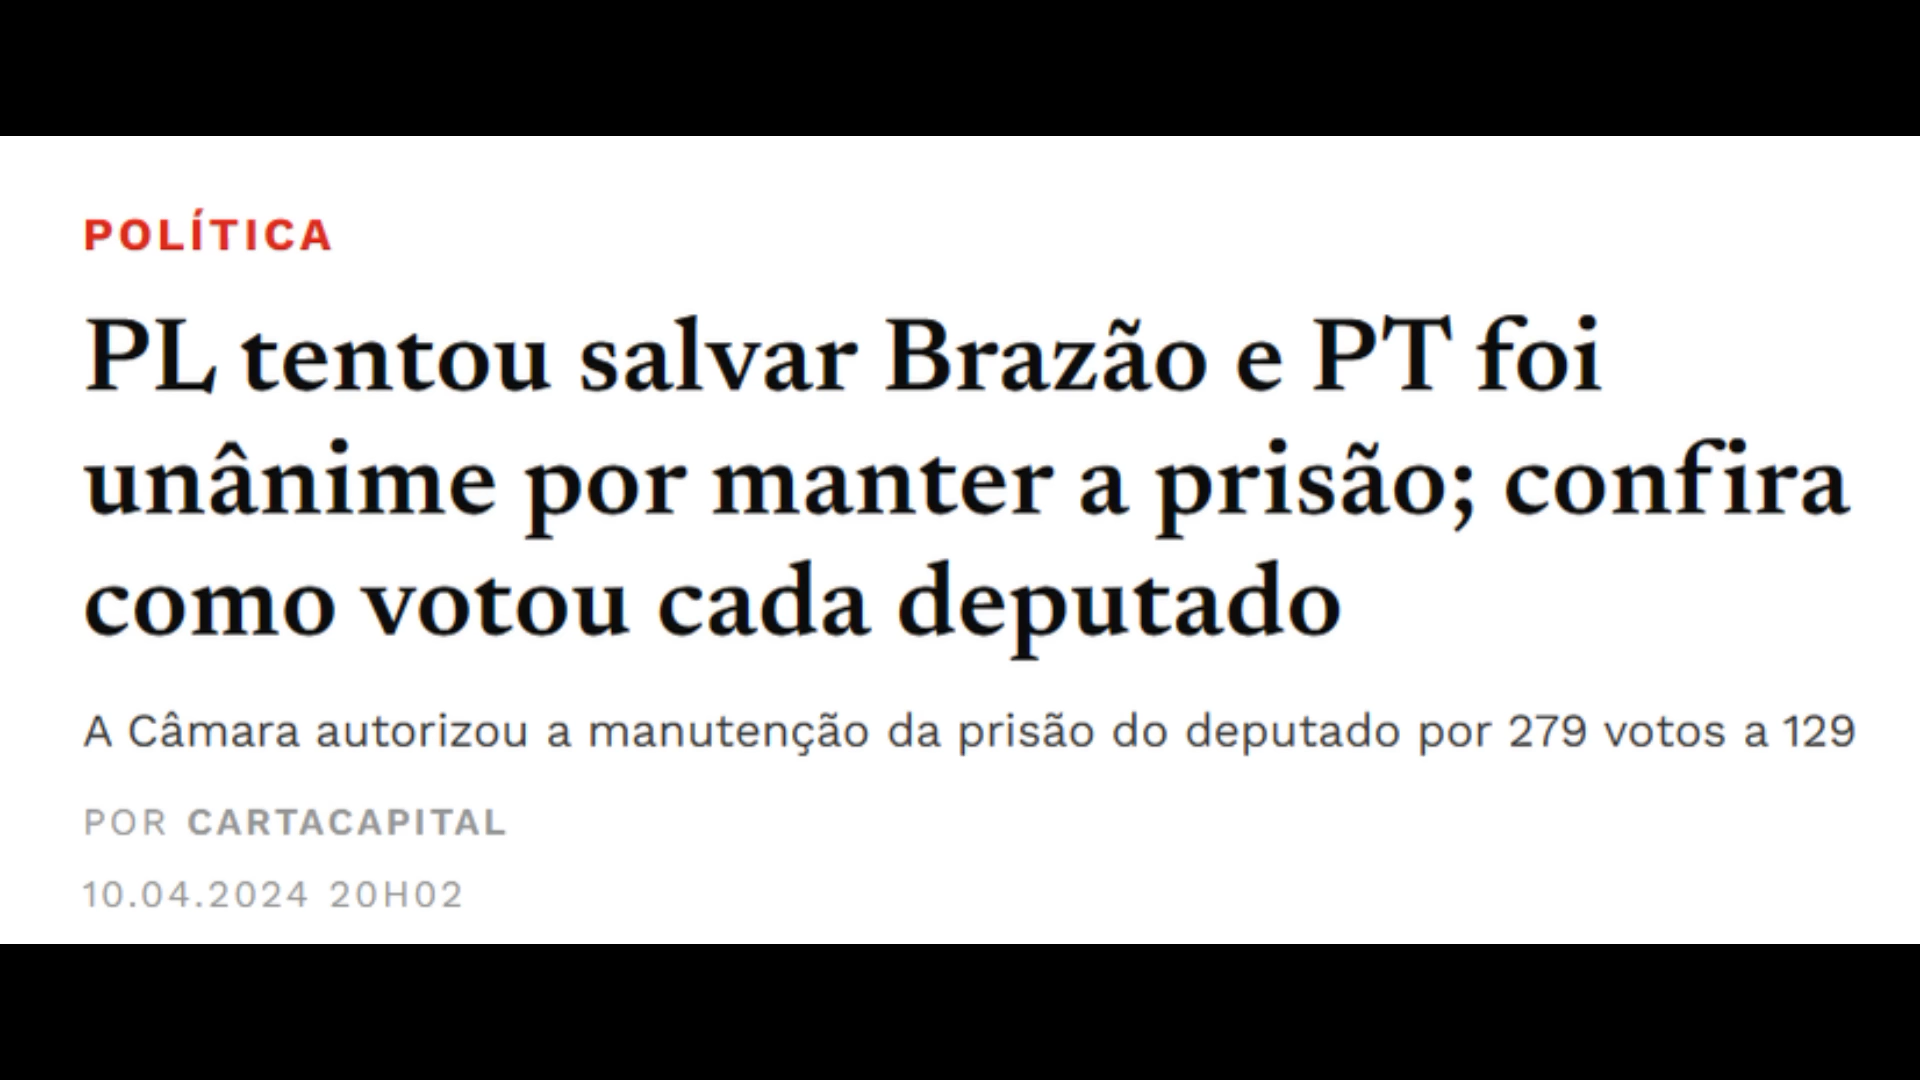 POLÍTICA
PL tentou salvar Brazão e PT foi
unânime por manter a prisão; confira
como votou cada deputado
A Câmara autorizou a manutenção da prisão do deputado por 279 votos a 129
POR CARTACAPITAL
10.04.2024 20H02